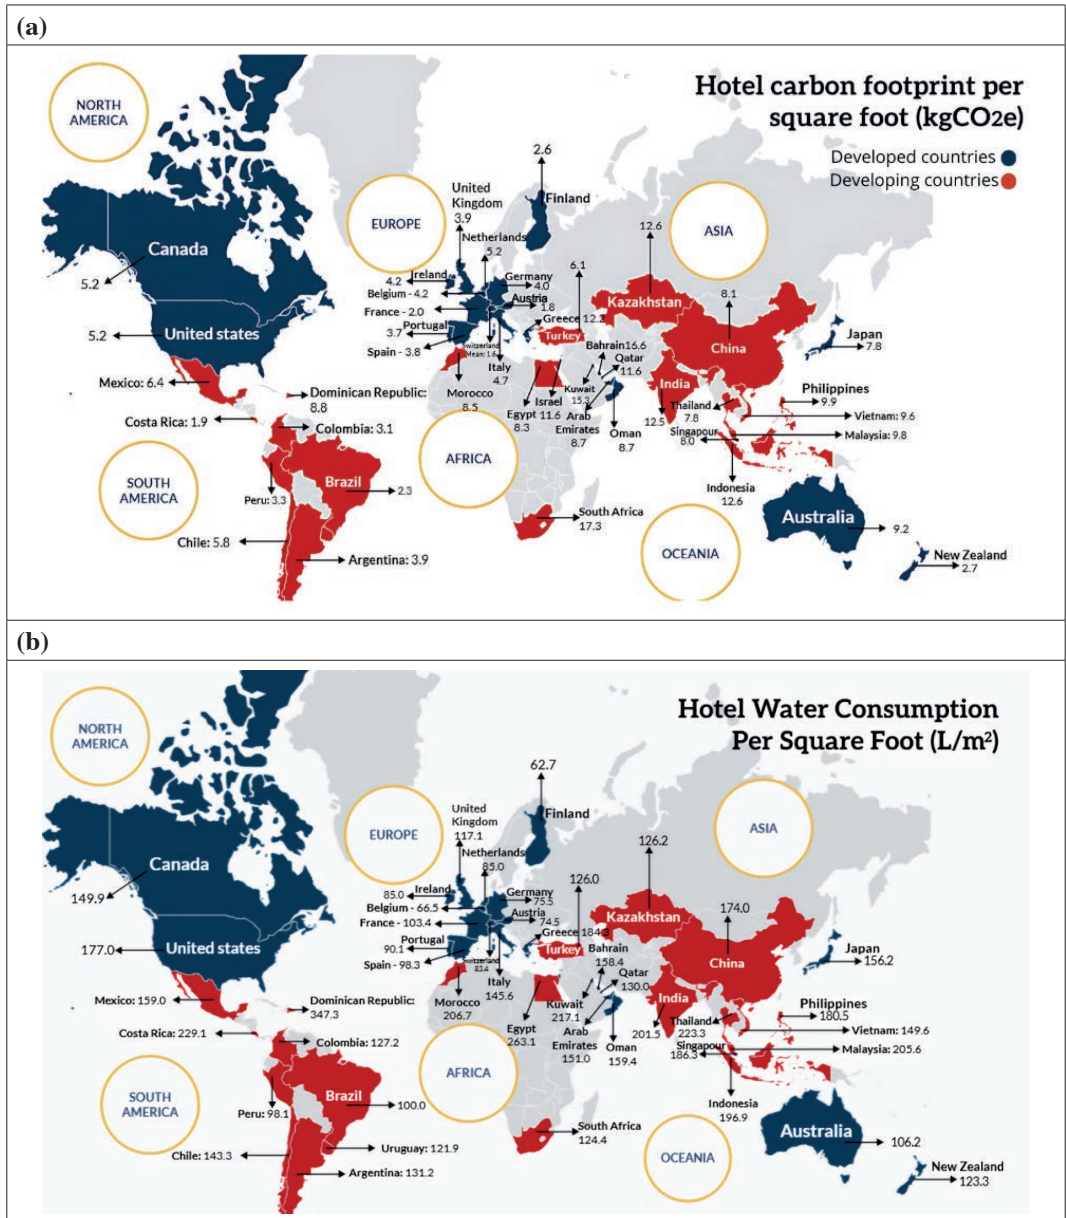 (a)
Hotel carbon footprint per
square foot (kgCO2e)
Developed countries
Developing countries
NORTH
AMERICA
EUROPE
ASIA
SOUTH
AMERICA
AFRICA
OCEANIA
Canada
5.2
United states
5.2
Mexico: 6.4
Dominican Republic:
8.8
Costa Rica: 1.9
Colombia: 3.1
Brazil
2.3
Peru: 3.3
Chile: 5.8
Argentina: 3.9
2.6
Finland
United
Kingdom
3.9
Netherlands
5.2
Ireland
4.2
Germany
4.0
Belgium - 4.2
Austria
1.8
France - 2.0
Greece 12.2
Portugal
3.7
Spain - 3.8
Switzerland
Mean: 1.6
Italy
4.7
6.1
Turkey
12.6
Kazakhstan
8.1
China
Japan
7.8
Bahrain16.6
Qatar
11.6
Kuwait
15.3
Israel
11.6
Morocco
8.5
Egypt
8.3
Arab
Emirates
8.7
Oman
8.7
India
12.5
Thailand
7.8
Singapour
8.0
Philippines
9.9
Vietnam: 9.6
Malaysia: 9.8
Indonesia
12.6
South Africa
17.3
Australia
9.2
New Zealand
2.7
(b)
Hotel Water Consumption
Per Square Foot (L/m²)
NORTH
AMERICA
EUROPE
ASIA
SOUTH
AMERICA
AFRICA
OCEANIA
Canada
149.9
United states
177.0
Mexico: 159.0
Dominican Republic:
347.3
Costa Rica: 229.1
Colombia: 127.2
Brazil
100.0
Peru: 98.1
Uruguay: 121.9
Chile: 143.3
Argentina: 131.2
62.7
Finland
United
Kingdom
117.1
Netherlands
85.0
Ireland
85.0
Germany
75.5
Belgium - 66.5
Austria
74.5
France - 103.4
Greece 184.3
Portugal
90.1
Spain - 98.3
Switzerland
Italy
145.6
126.0
Turkey
126.2
Kazakhstan
174.0
China
Japan
156.2
Bahrain
158.4
Qatar
130.0
Morocco
206.7
Egypt
263.1
Kuwait
217.1
Arab
Emirates
151.0
Oman
159.4
India
201.5
Thailand
223.3
Singapour
186.3
Philippines
180.5
Vietnam: 149.6
Malaysia: 205.6
Indonesia
196.9
South Africa
124.4
Australia
106.2
New Zealand
123.3